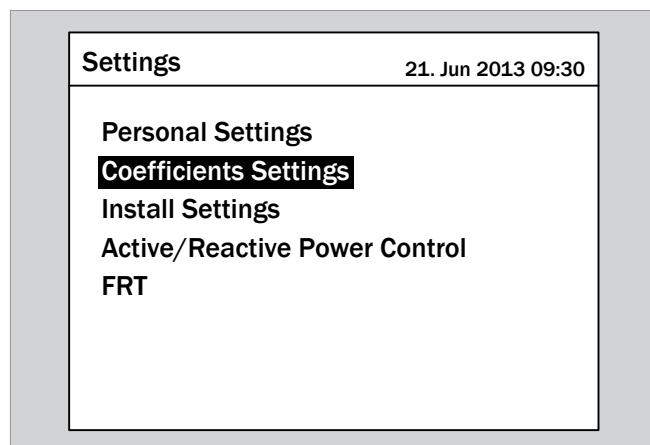 Settings
21. Jun 2013 09:30
Personal Settings
Coefficients Settings
Install Settings
Active/Reactive Power Control
FRT